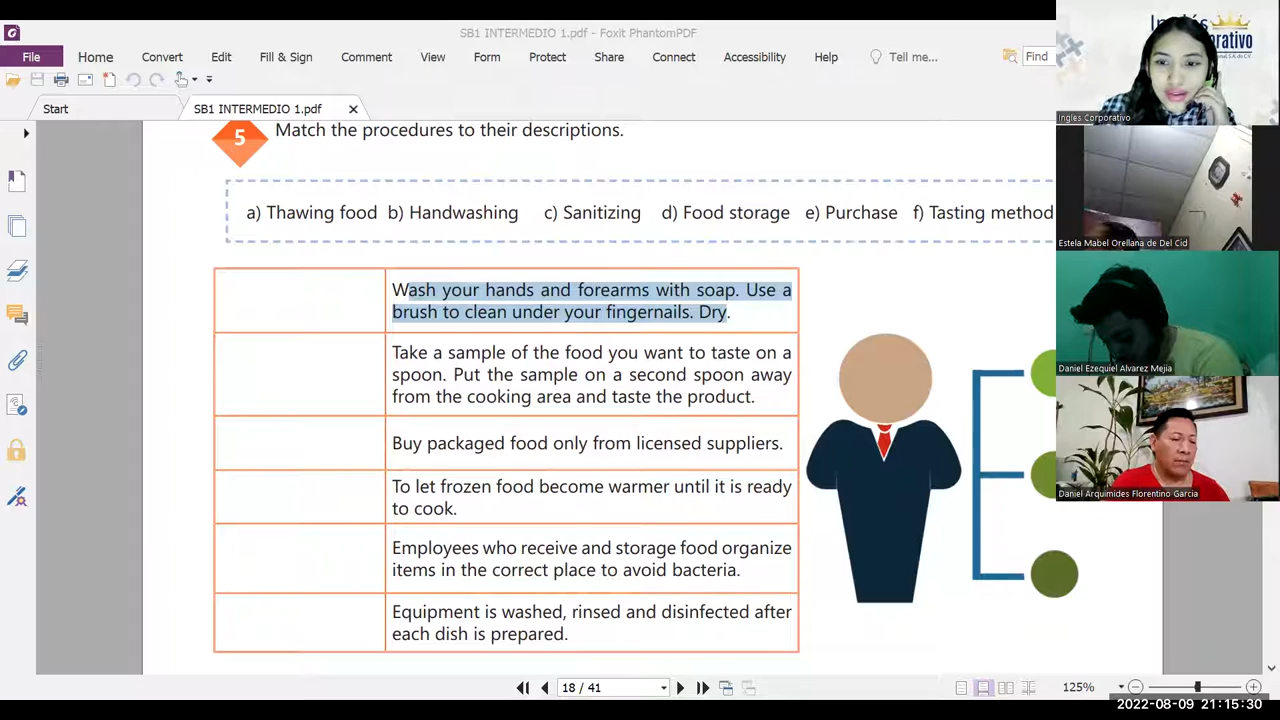 SB1 INTERMEDIO 1.pdf - Foxit PhantomPDF
File Home Convert Edit Fill & Sign Comment View Form Protect Share Connect Accessibility Help Tell me... Find
Start SB1 INTERMEDIO 1.pdf
5 Match the procedures to their descriptions.
a) Thawing food b) Handwashing c) Sanitizing d) Food storage e) Purchase f) Tasting method
Wash your hands and forearms with soap. Use a
brush to clean under your fingernails. Dry.
Take a sample of the food you want to taste on a
spoon. Put the sample on a second spoon away
from the cooking area and taste the product.
Buy packaged food only from licensed suppliers.
To let frozen food become warmer until it is ready
to cook.
Employees who receive and storage food organize
items in the correct place to avoid bacteria.
Equipment is washed, rinsed and disinfected after
each dish is prepared.
18 / 41
125%
Ingles Corporativo
Estela Mabel Orellana de Del Cid
Daniel Ezequiel Alvarez Mejia
Daniel Arquimides Florentino Garcia
2022-08-09 21:15:30